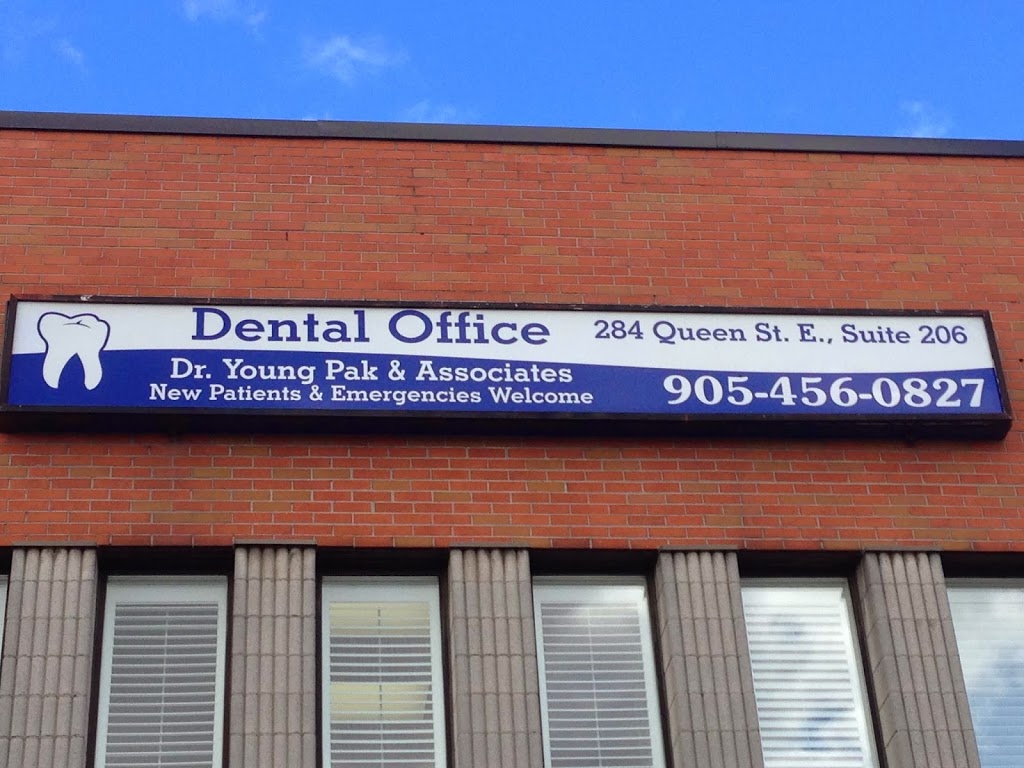 Dental Office
Dr. Young Pak & Associates
New Patients & Emergencies Welcome
284 Queen St. E., Suite 206
905-456-0827